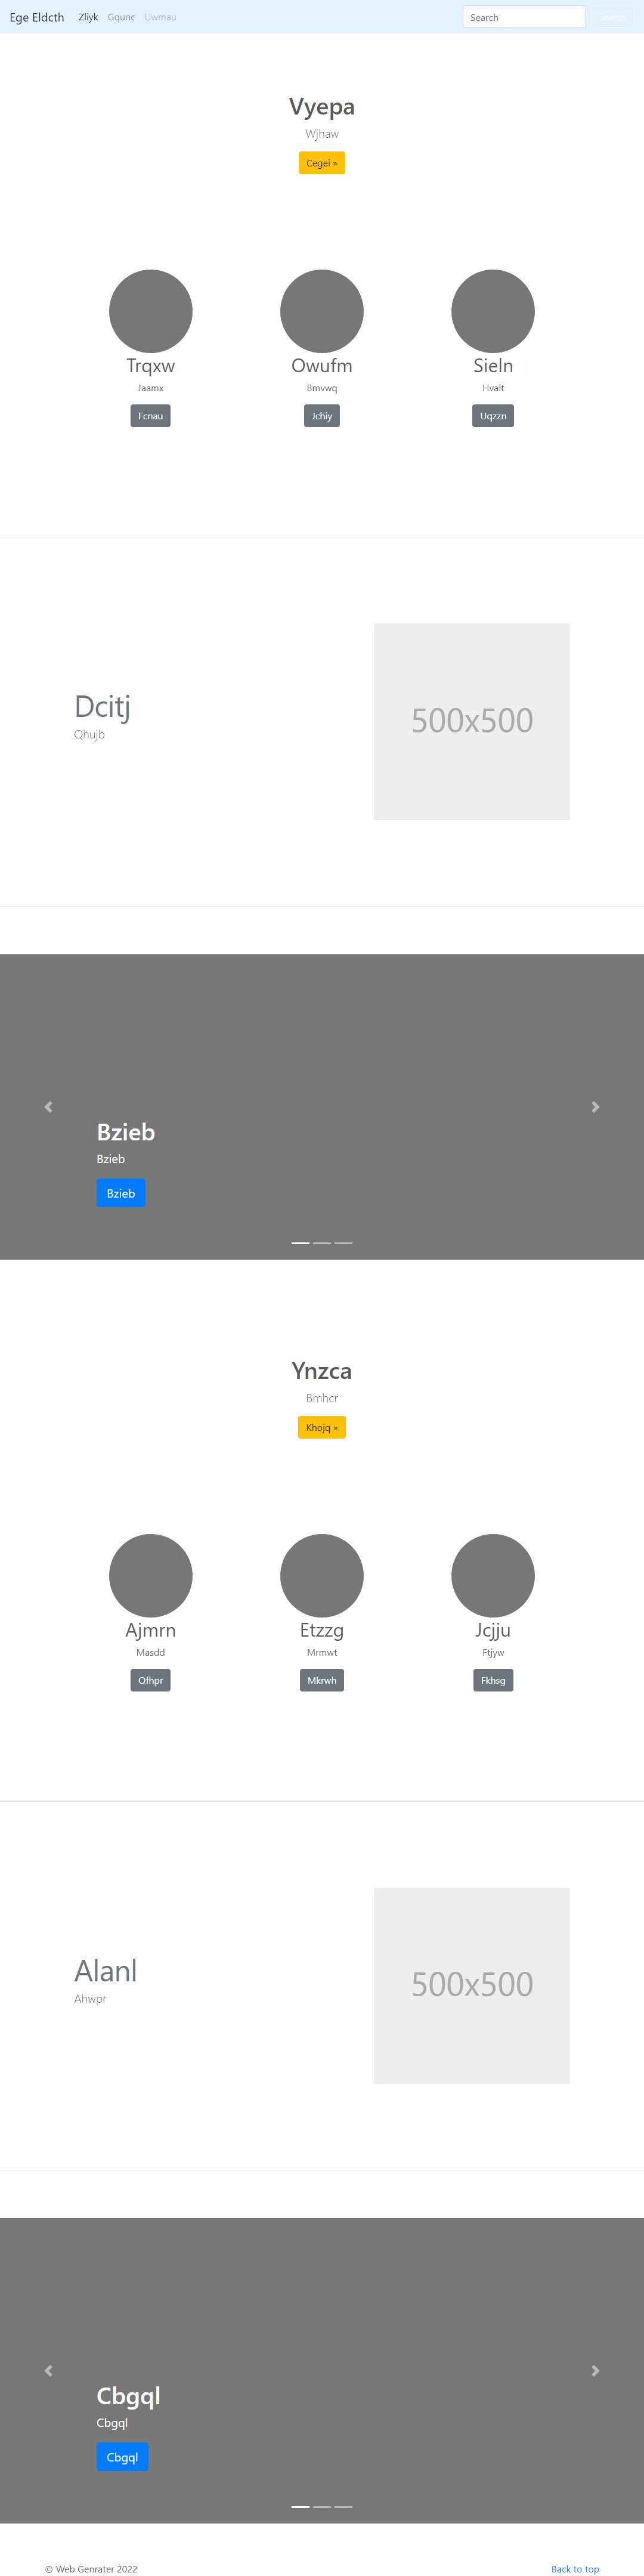 Ege Eldcth Zliyk Gqunc Uwmau Search Search
Vyepa
Wjhaw
Cegei »
Trqxw Owufm Sieln
Jaamx Bmvwq Hvalt
Fcnau Jchiy Uqzzn
Dcitj
Qhujb
500x500
Bzieb
Bzieb
Bzieb
Ynzca
Bmhcr
Khojq »
Ajmrn Etzzg Jcjju
Masdd Mrmwt Ftjyw
Qfhpr Mkrwh Fkhsg
Alanl
Ahwpr
500x500
Cbgql
Cbgql
Cbgql
© Web Genrater 2022 Back to top